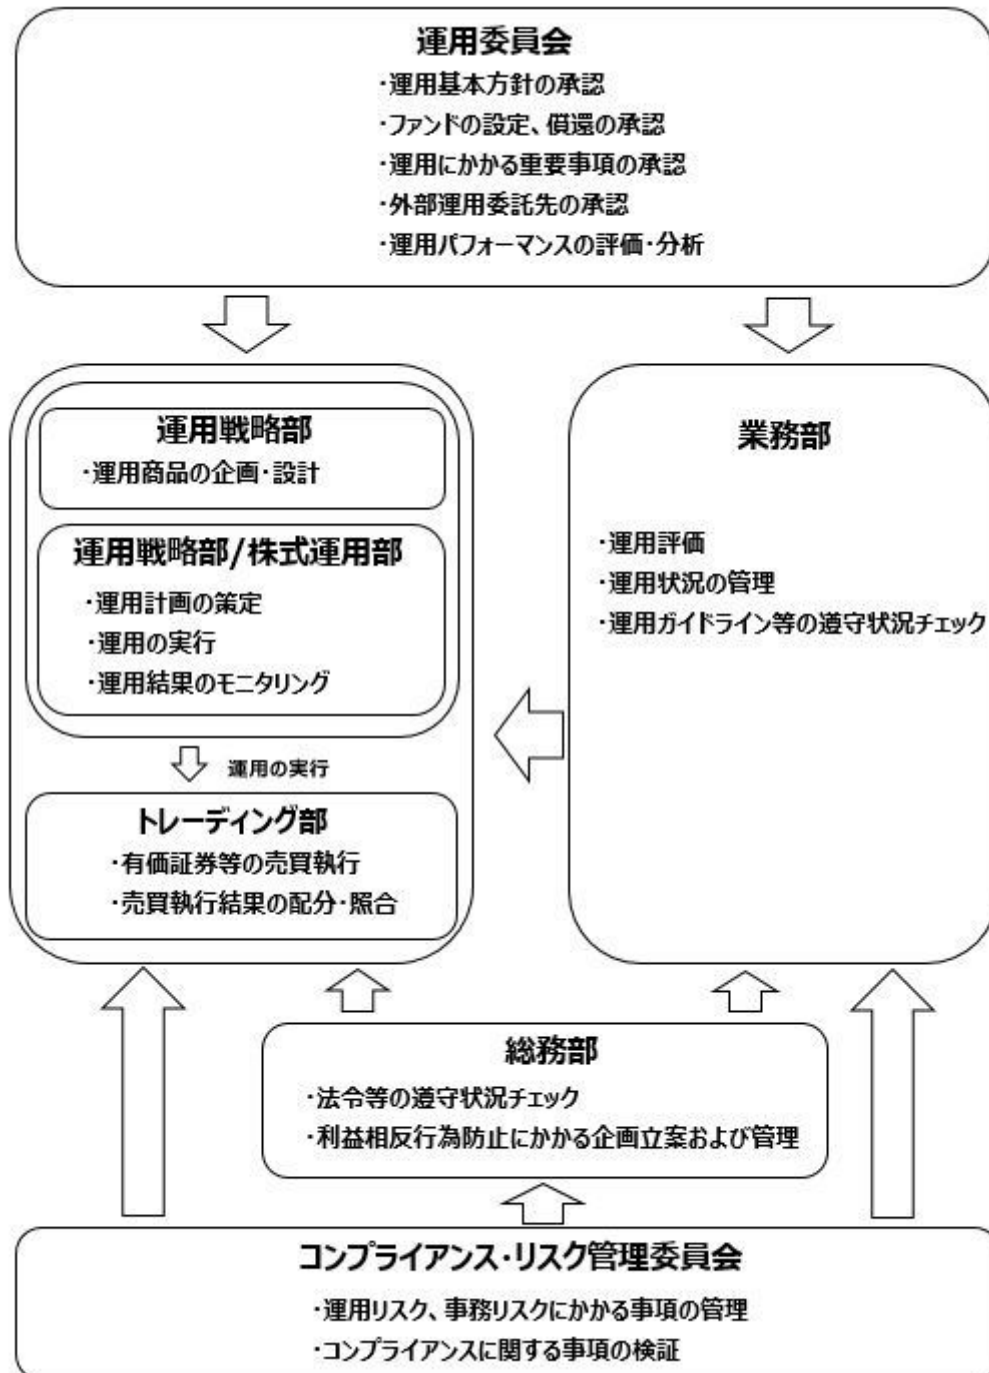 運用委員会
・運用基本方針の承認
・ファンドの設定、償還の承認
・運用にかかる重要事項の承認
・外部運用委託先の承認
・運用パフォーマンスの評価・分析
運用戦略部
・運用商品の企画・設計
運用戦略部/株式運用部
・運用計画の策定
・運用の実行
・運用結果のモニタリング
運用の実行
トレーディング部
・有価証券等の売買執行
・売買執行結果の配分・照合
業務部
・運用評価
・運用状況の管理
・運用ガイドライン等の遵守状況チェック
総務部
・法令等の遵守状況チェック
・利益相反行為防止にかかる企画立案および管理
コンプライアンス・リスク管理委員会
・運用リスク、事務リスクにかかる事項の管理
・コンプライアンスに関する事項の検証